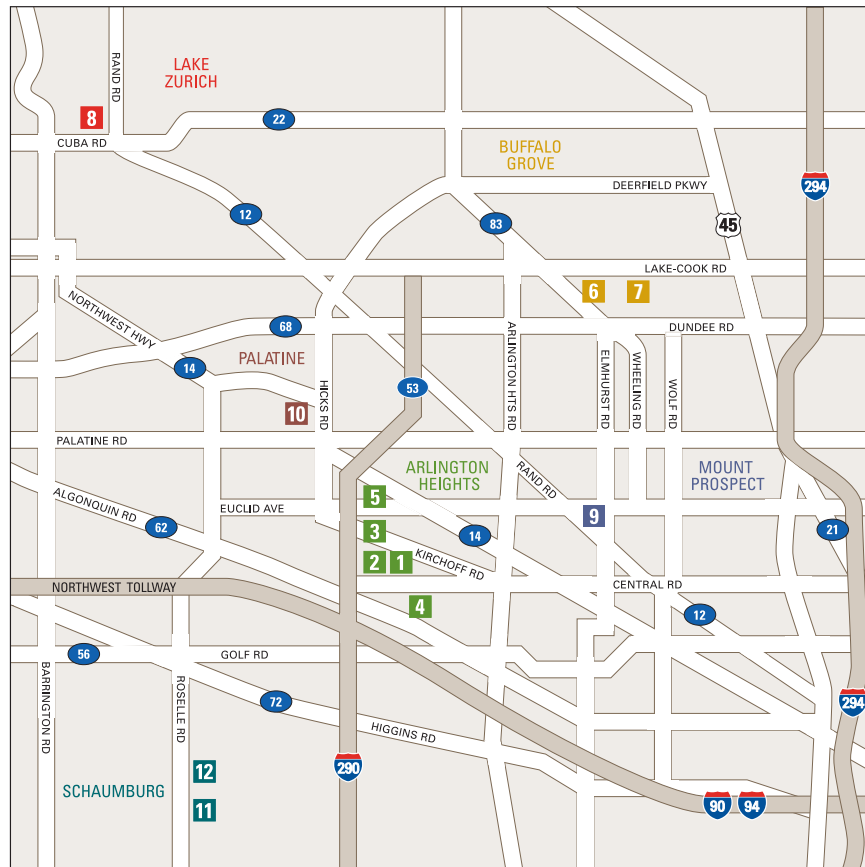 RAND RD
LAKE
ZURICH
8
22
CUBA RD
BUFFALO
GROVE
DEERFIELD PKWY
294
12
83
45
LAKE-COOK RD
NORTHWEST HWY
6
7
68
DUNDEE RD
PALATINE
14
HICKS RD
53
ARLINGTON HTS RD
ELMHURST RD
WHEELING RD
WOLF RD
10
PALATINE RD
ARLINGTON
HEIGHTS
RAND RD
MOUNT
PROSPECT
ALGONQUIN RD
5
EUCLID AVE
62
3
14
9
21
2
1
KIRCHOFF RD
NORTHWEST TOLLWAY
CENTRAL RD
4
12
56
GOLF RD
BARRINGTON RD
ROSELLE RD
72
294
HIGGINS RD
12
290
SCHAUMBURG
11
90
94